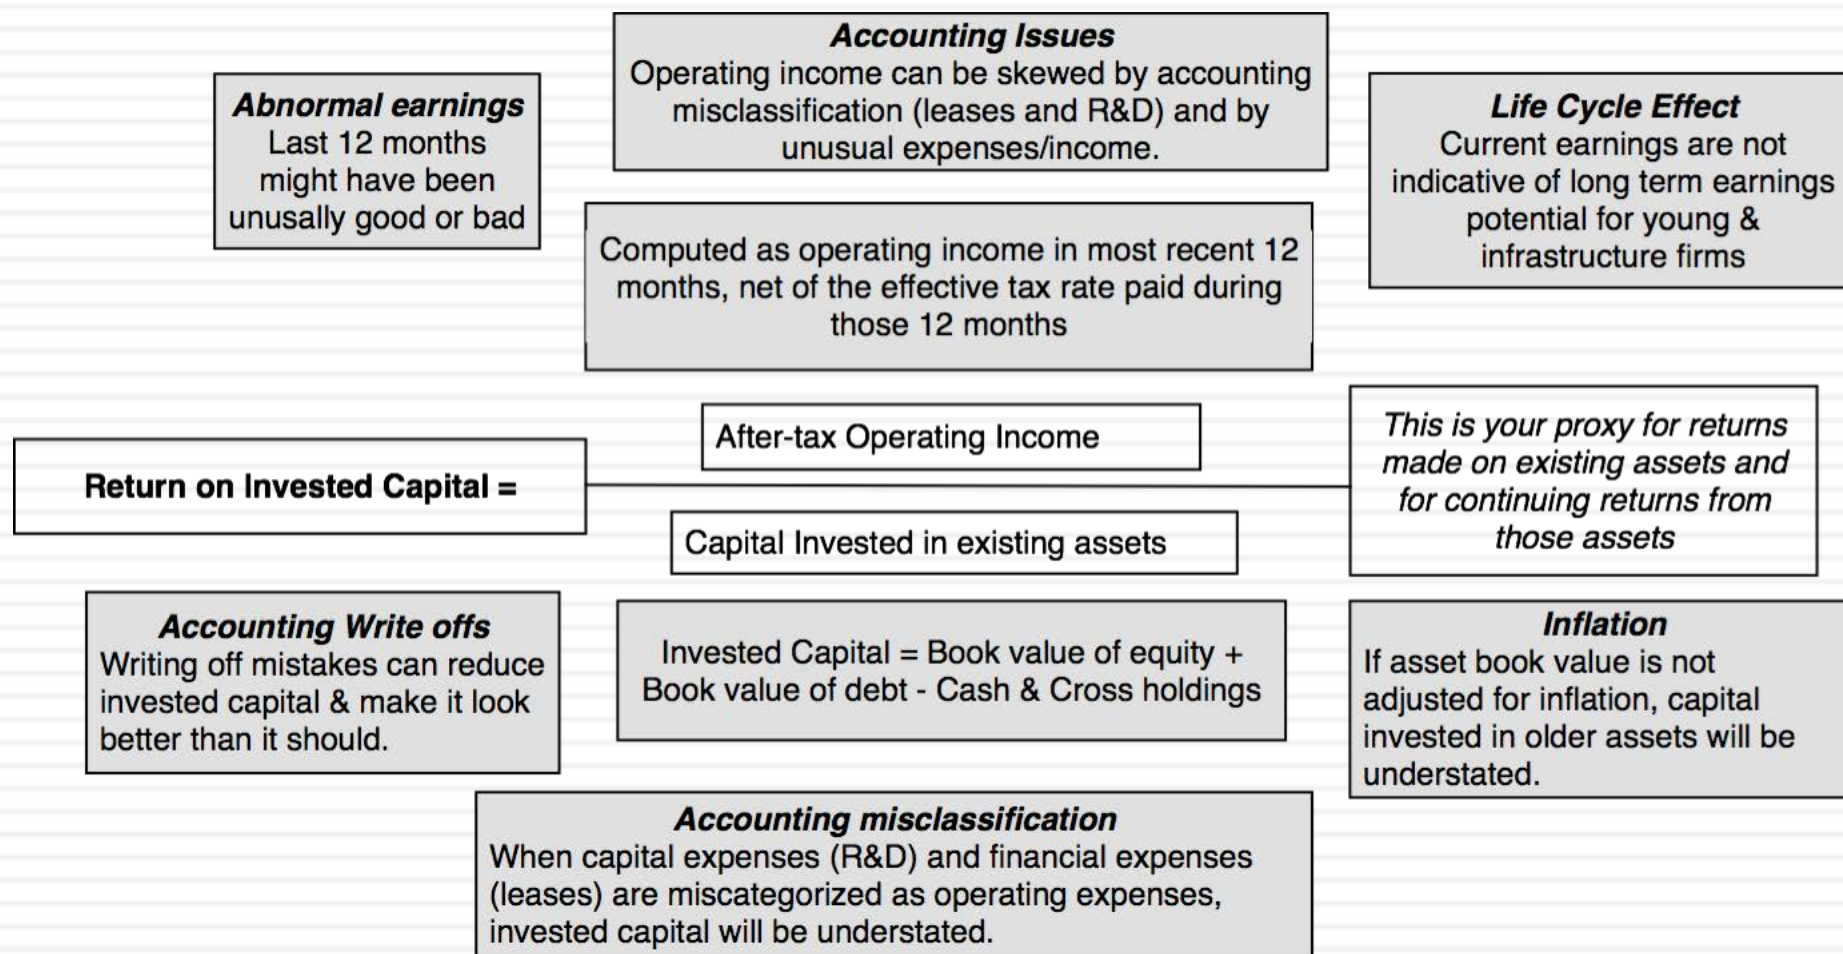 Accounting Issues
Operating income can be skewed by accounting
misclassification (leases and R&D) and by
unusual expenses/income.
Abnormal earnings
Last 12 months
might have been
unusally good or bad
Life Cycle Effect
Current earnings are not
indicative of long term earnings
potential for young &
infrastructure firms
Computed as operating income in most recent 12
months, net of the effective tax rate paid during
those 12 months
Return on Invested Capital =
After-tax Operating Income
Capital Invested in existing assets
This is your proxy for returns
made on existing assets and
for continuing returns from
those assets
Accounting Write offs
Writing off mistakes can reduce
invested capital & make it look
better than it should.
Invested Capital = Book value of equity +
Book value of debt - Cash & Cross holdings
Inflation
If asset book value is not
adjusted for inflation, capital
invested in older assets will be
understated.
Accounting misclassification
When capital expenses (R&D) and financial expenses
(leases) are miscategorized as operating expenses,
invested capital will be understated.